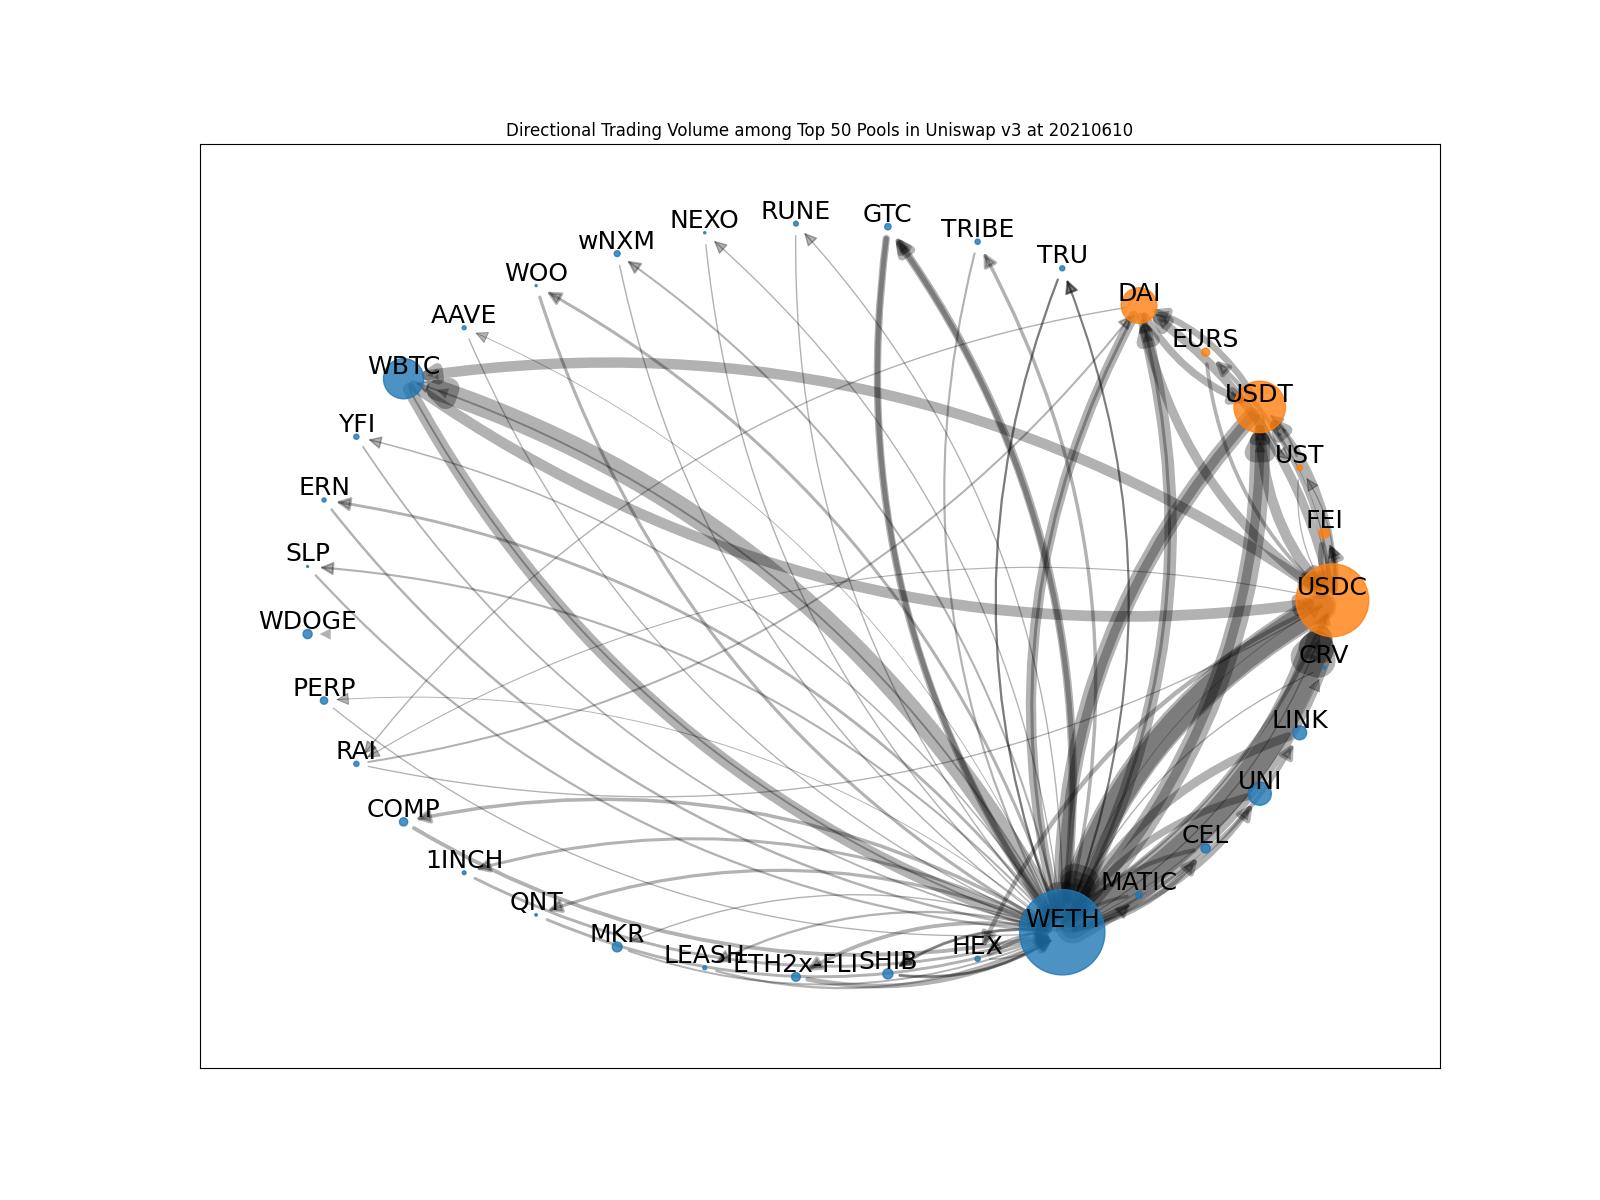 Directional Trading Volume among Top 50 Pools in Uniswap v3 at 20210610
RUNE
GTC
NEXO
TRIBE
wNXM
TRU
WOO
DAI
AAVE
EURS
WBTC
USDT
YFI
UST
ERN
FEI
SLP
USDC
WDOGE
CRV
PERP
LINK
RAI
UNI
COMP
CEL
1INCH
MATIC
QNT
WETH
MKR
HEX
LEASH
ETH2x-FLI
SHIB